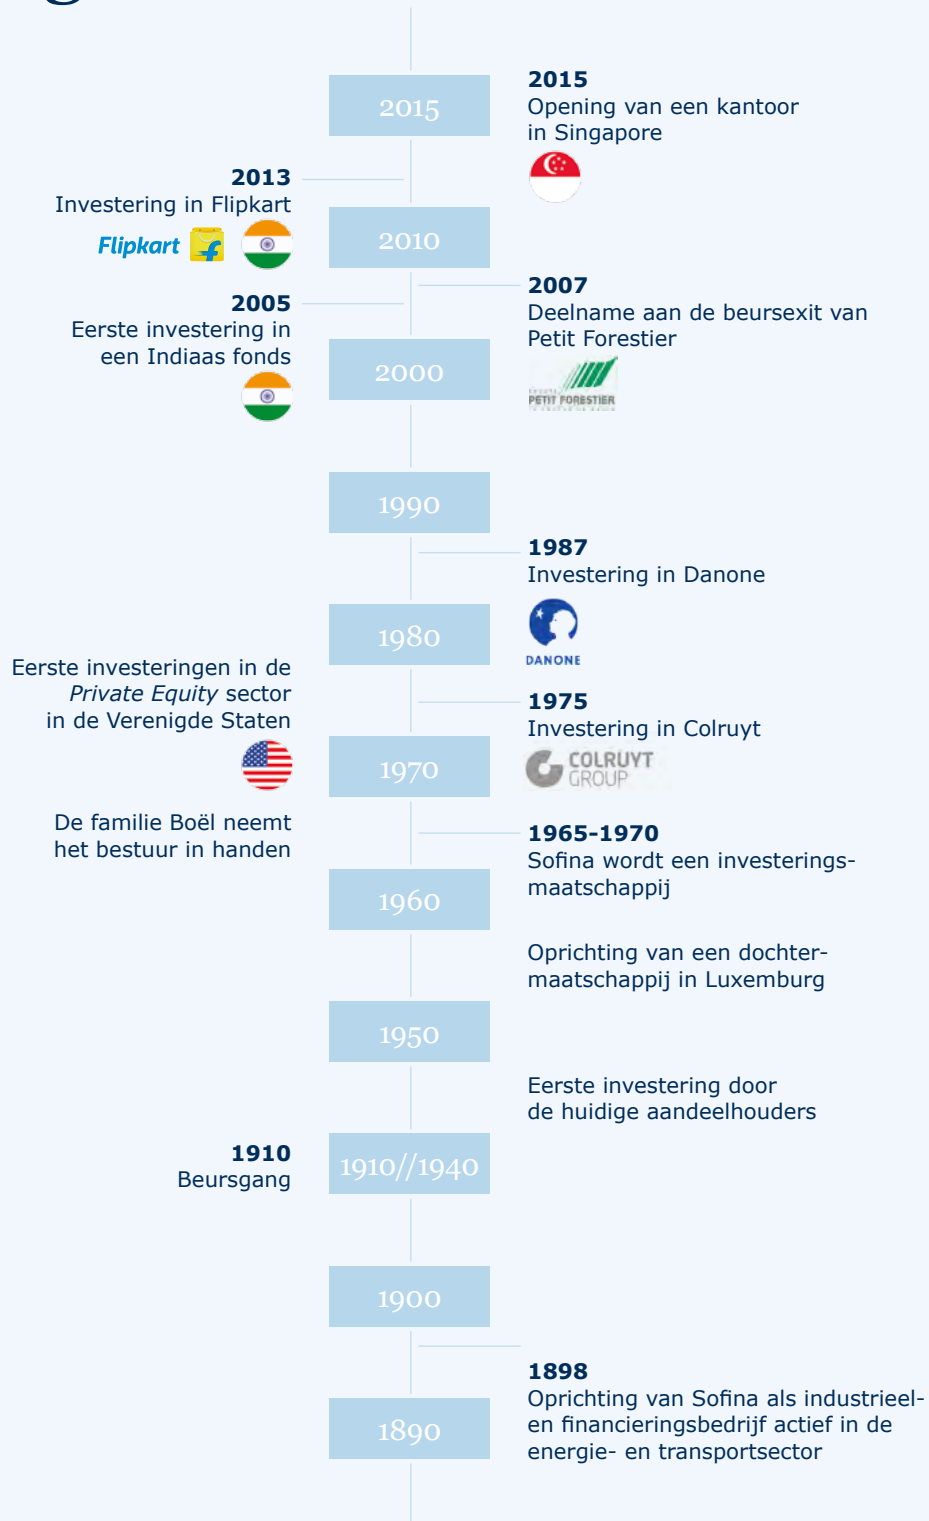 2015
2015
Opening van een kantoor
in Singapore
2013
Investering in Flipkart
Flipkart
2010
2007
Deelname aan de beursexit van
Petit Forestier
PETIT FORESTIER
2005
Eerste investering in
een Indiaas fonds
2000
1990
1987
Investering in Danone
DANONE
1980
Eerste investeringen in de
Private Equity sector
in de Verenigde Staten
1975
Investering in Colruyt
COLRUYT
GROUP
1970
De familie Boël neemt
het bestuur in handen
1965-1970
Sofina wordt een investerings-
maatschappij
1960
Oprichting van een dochter-
maatschappij in Luxemburg
1950
Eerste investering door
de huidige aandeelhouders
1910
Beursgang
1910//1940
1900
1898
Oprichting van Sofina als industrieel-
en financieringsbedrijf actief in de
energie- en transportsector
1890